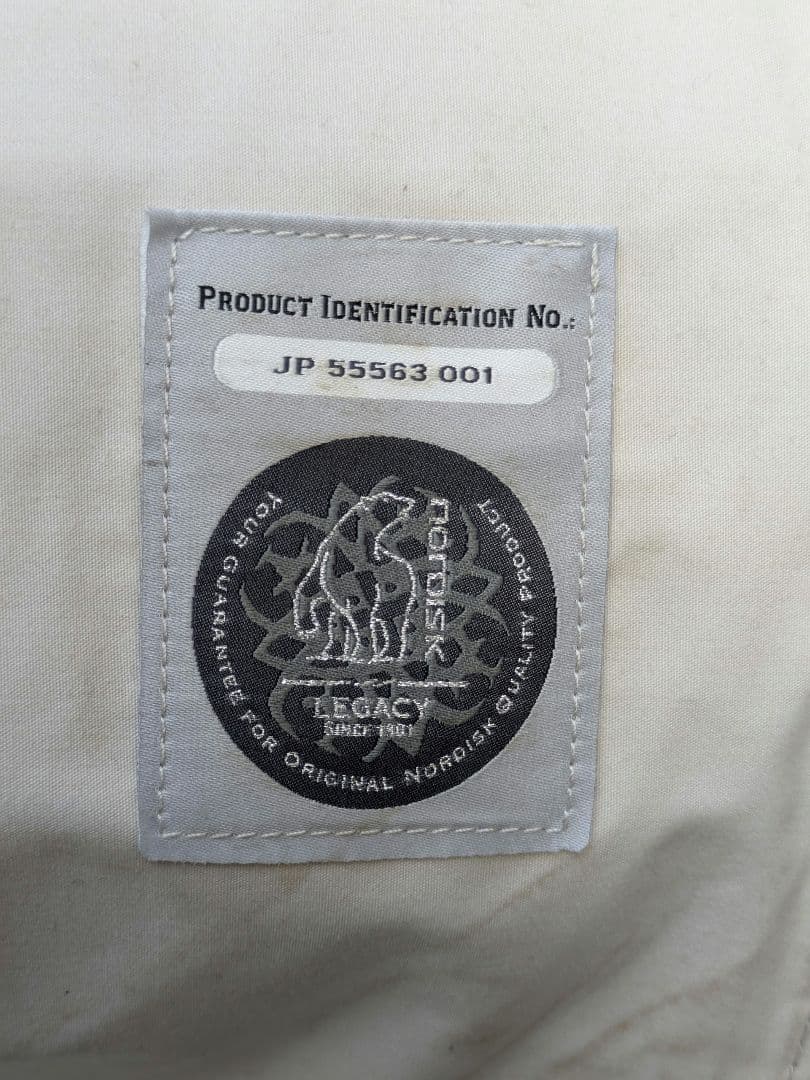 PRODUCT IDENTIFICATION NO.:
JP 55563 001
YOUR GUARANTEE FOR ORIGINAL NORDISK QUALITY PRODUCT
nordisk
LEGACY
SINCE 1901